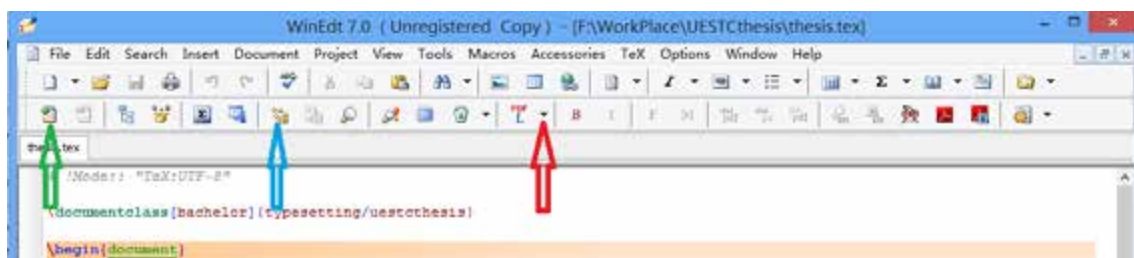 WinEdt 7.0 ( Unregistered Copy ) - [F:\WorkPlace\UESTCthesis\thesis.tex]
File Edit Search Insert Document Project View Tools Macros Accessories TeX Options Window Help
B
.tex
"TeX:UTF-8"
\documentclass[bachelor]{typesetting/uestcthesis}
\begin{document}